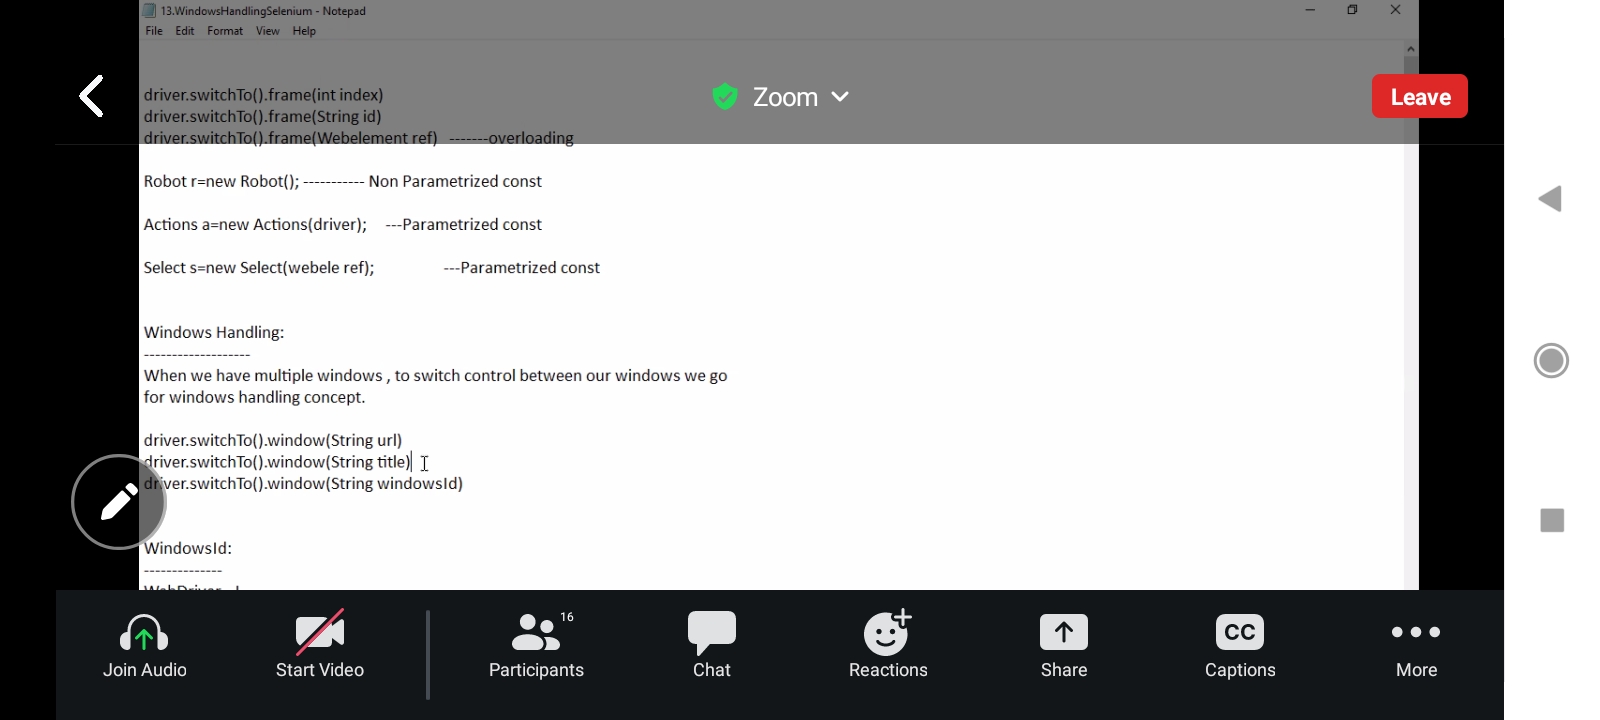 13.WindowsHandlingSelenium - Notepad
File Edit Format View Help
driver.switchTo().frame(int index)
Zoom
Leave
driver.switchTo().frame(String id)
driver.switchTo().frame(Webelement ref) -------overloading
Robot r=new Robot(); ----------- Non Parametrized const
Actions a=new Actions(driver); ---Parametrized const
Select s=new Select(webele ref); ---Parametrized const
Windows Handling:
-------------------
When we have multiple windows , to switch control between our windows we go
for windows handling concept.
driver.switchTo().window(String url)
driver.switchTo().window(String title)
driver.switchTo().window(String windowsId)
WindowsId:
--------------
16
CC
Join Audio Start Video Participants Chat Reactions Share Captions More